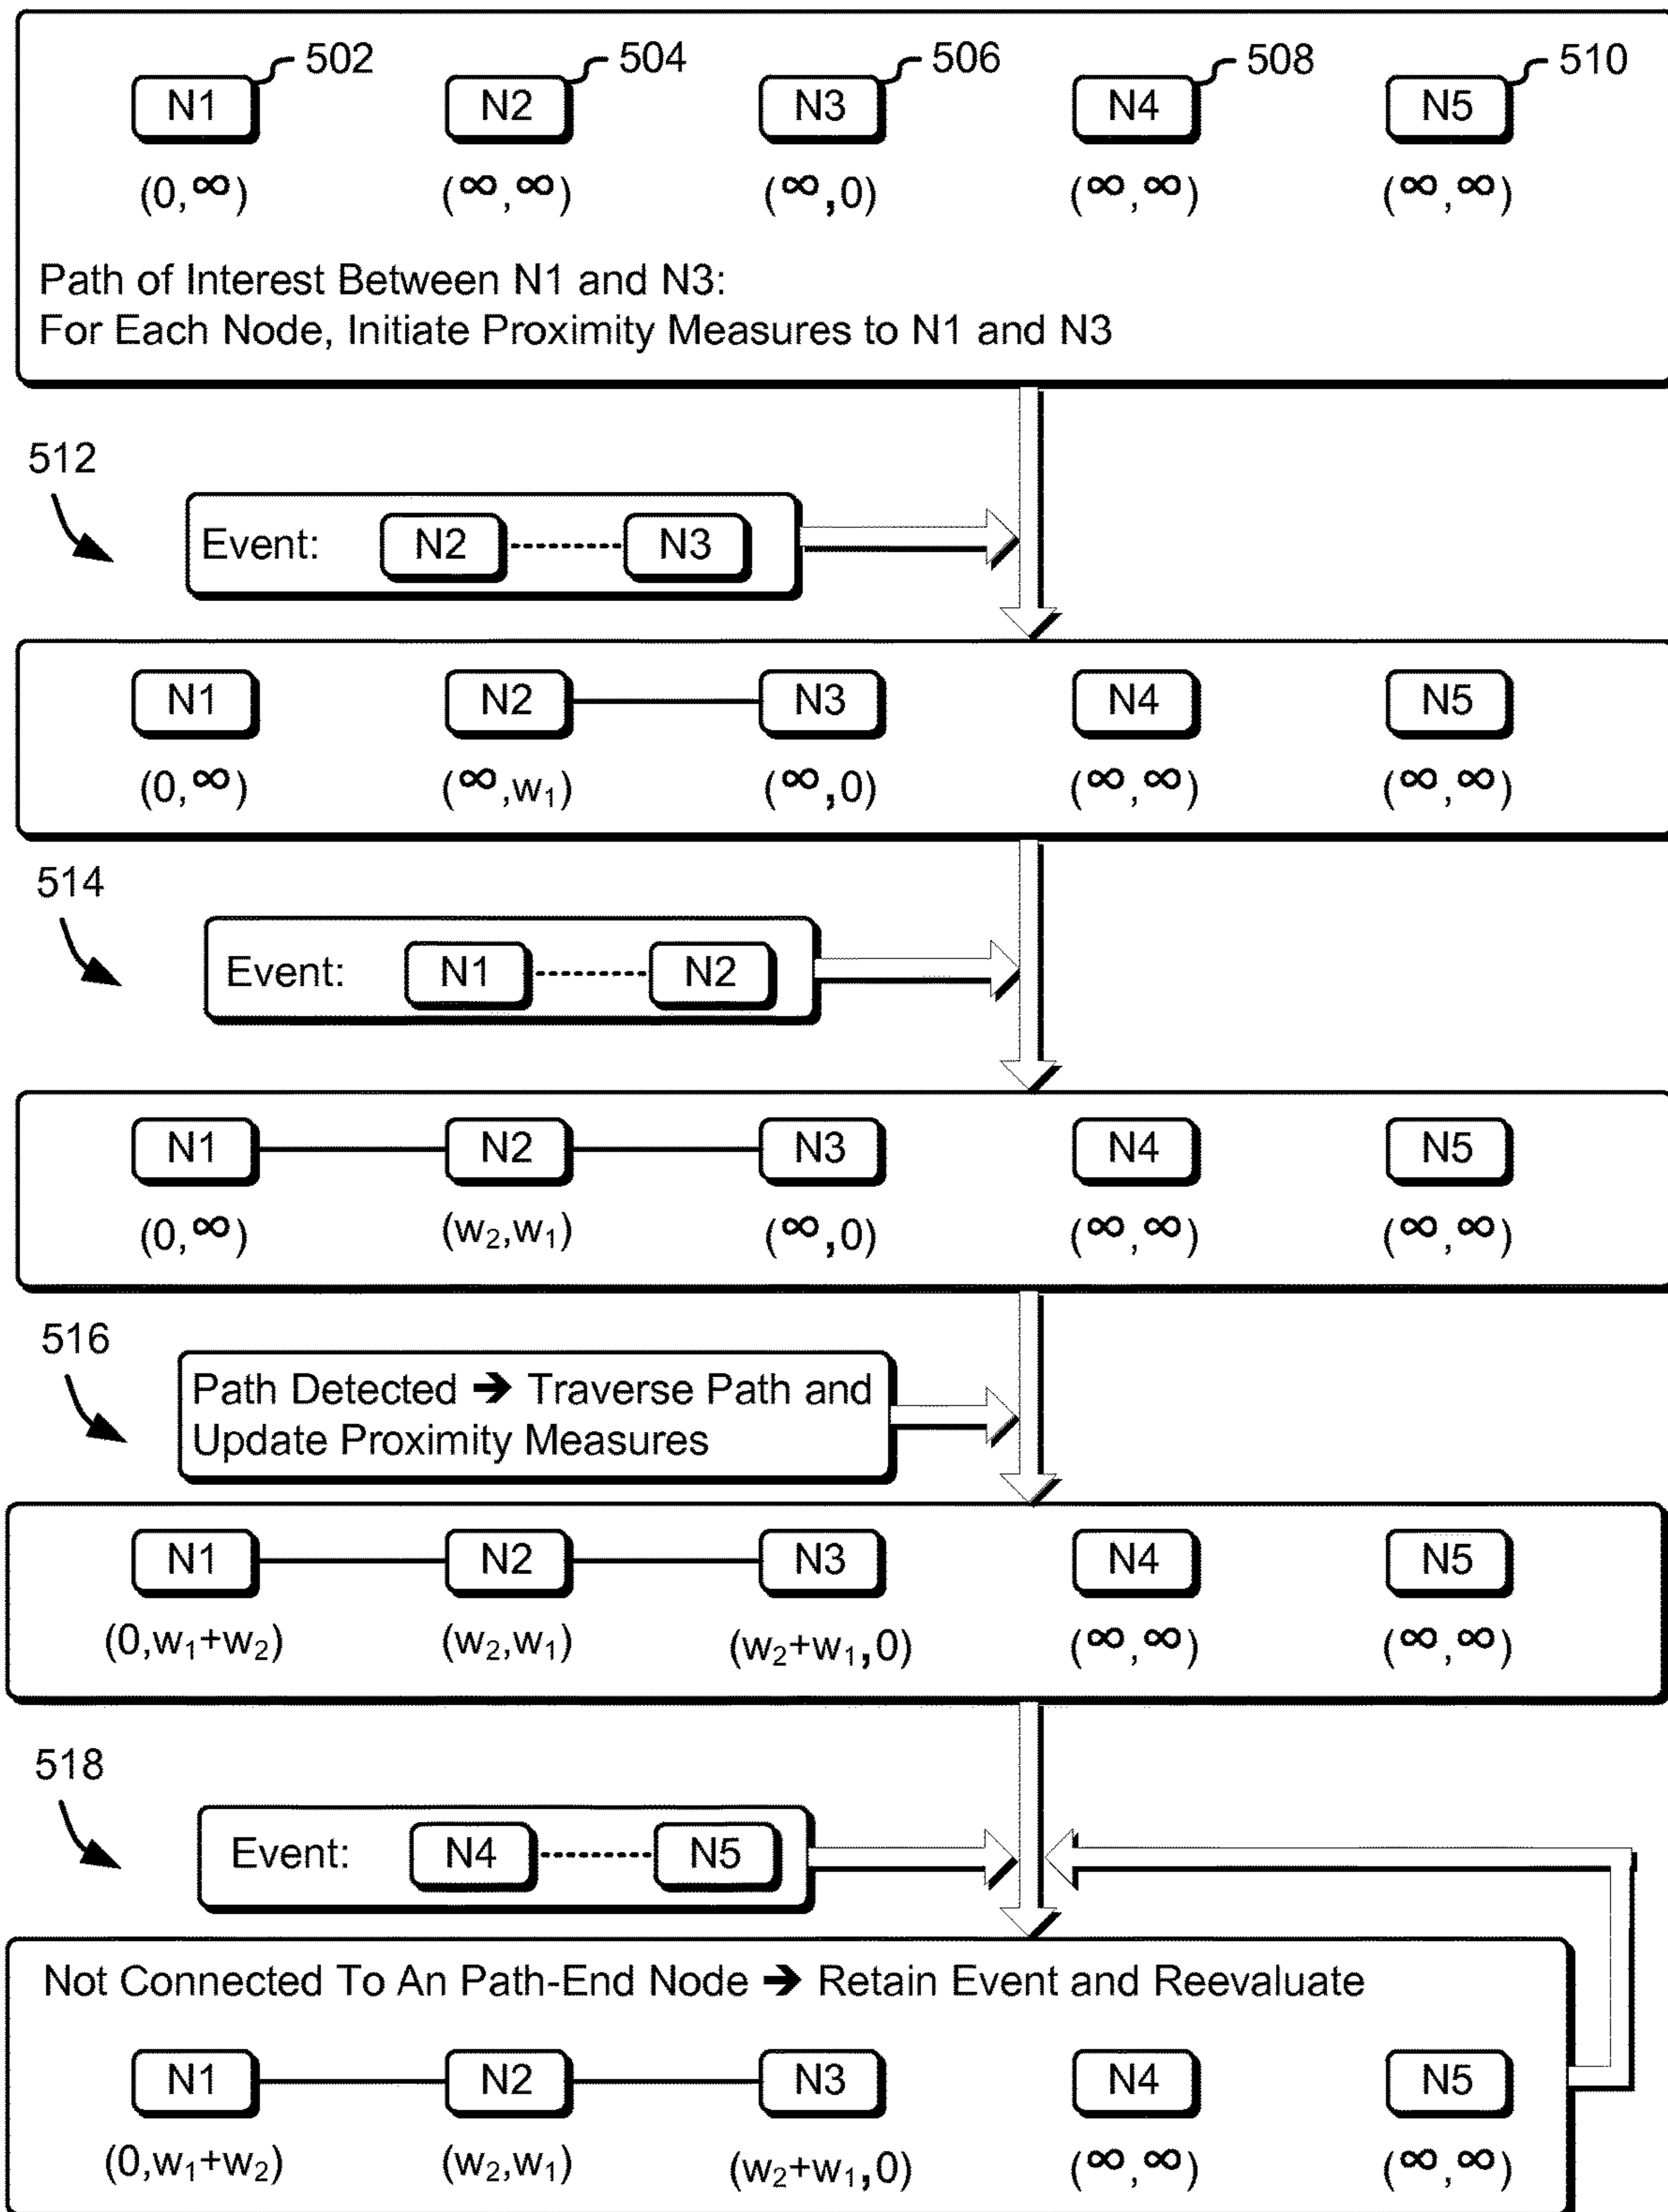 502 504 506 508 510
N1 N2 N3 N4 N5
(0,∞) (∞,∞) (∞,0) (∞,∞) (∞,∞)
Path of Interest Between N1 and N3:
For Each Node, Initiate Proximity Measures to N1 and N3
512
Event: N2 N3
N1 N2 N3 N4 N5
(0,∞) (∞,w₁) (∞,0) (∞,∞) (∞,∞)
514
Event: N1 N2
N1 N2 N3 N4 N5
(0,∞) (w₂,w₁) (∞,0) (∞,∞) (∞,∞)
516
Path Detected ➔ Traverse Path and
Update Proximity Measures
N1 N2 N3 N4 N5
(0,w₁+w₂) (w₂,w₁) (w₂+w₁,0) (∞,∞) (∞,∞)
518
Event: N4 N5
Not Connected To An Path-End Node ➔ Retain Event and Reevaluate
N1 N2 N3 N4 N5
(0,w₁+w₂) (w₂,w₁) (w₂+w₁,0) (∞,∞) (∞,∞)